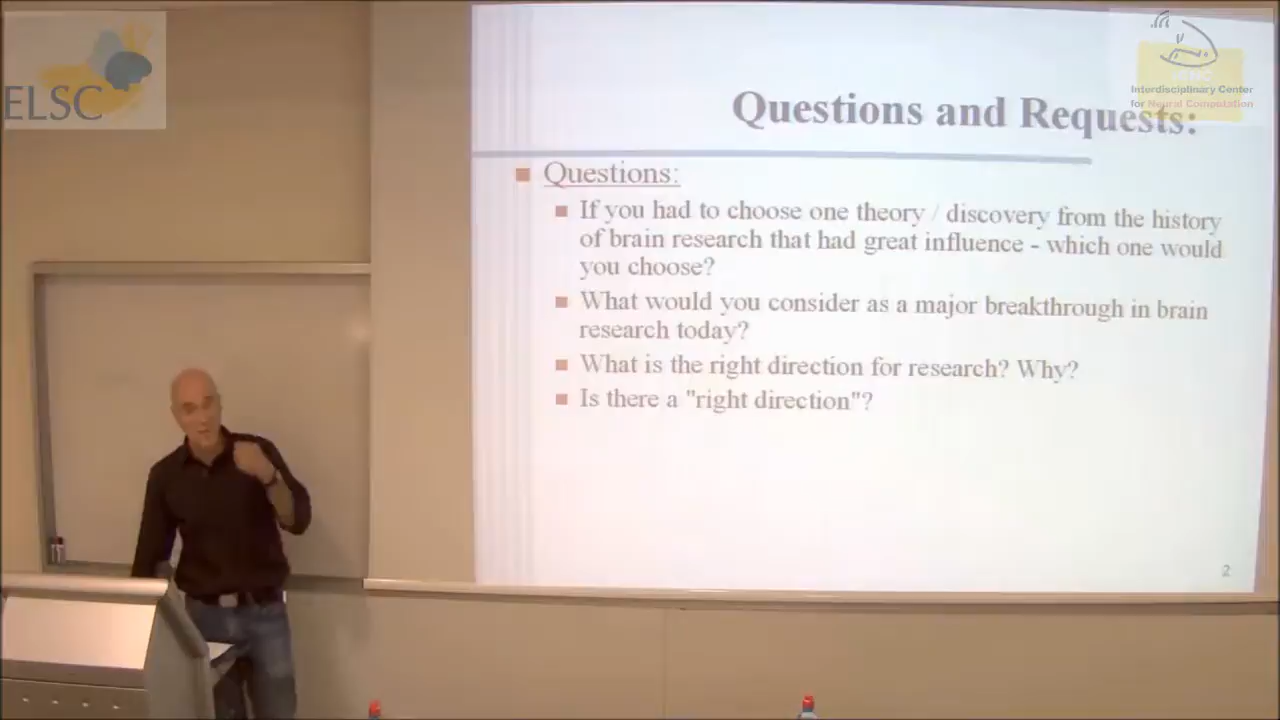 ELSC
Interdisciplinary Center
for Neural Computation
Questions and Requests:
Questions:
If you had to choose one theory / discovery from the history
of brain research that had great influence - which one would
you choose?
What would you consider as a major breakthrough in brain
research today?
What is the right direction for research? Why?
Is there a "right direction"?
2